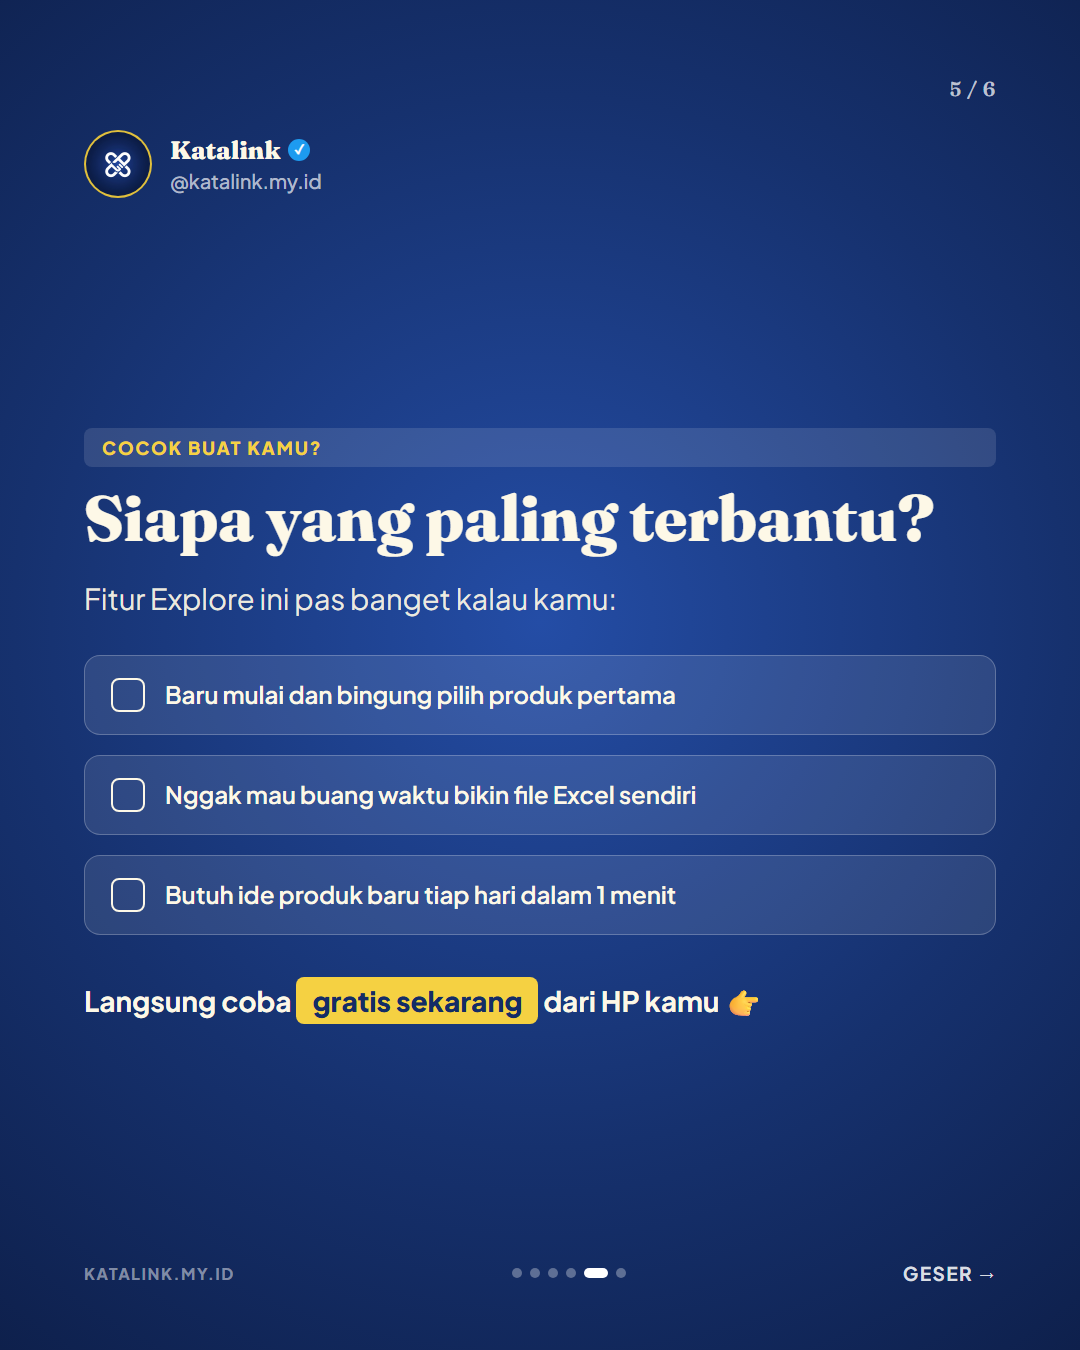 5 / 6
Katalink
@katalink.my.id
COCOK BUAT KAMU?
Siapa yang paling terbantu?
Fitur Explore ini pas banget kalau kamu:
Baru mulai dan bingung pilih produk pertama
Nggak mau buang waktu bikin file Excel sendiri
Butuh ide produk baru tiap hari dalam 1 menit
Langsung coba gratis sekarang dari HP kamu 👉
KATALINK.MY.ID
GESER →